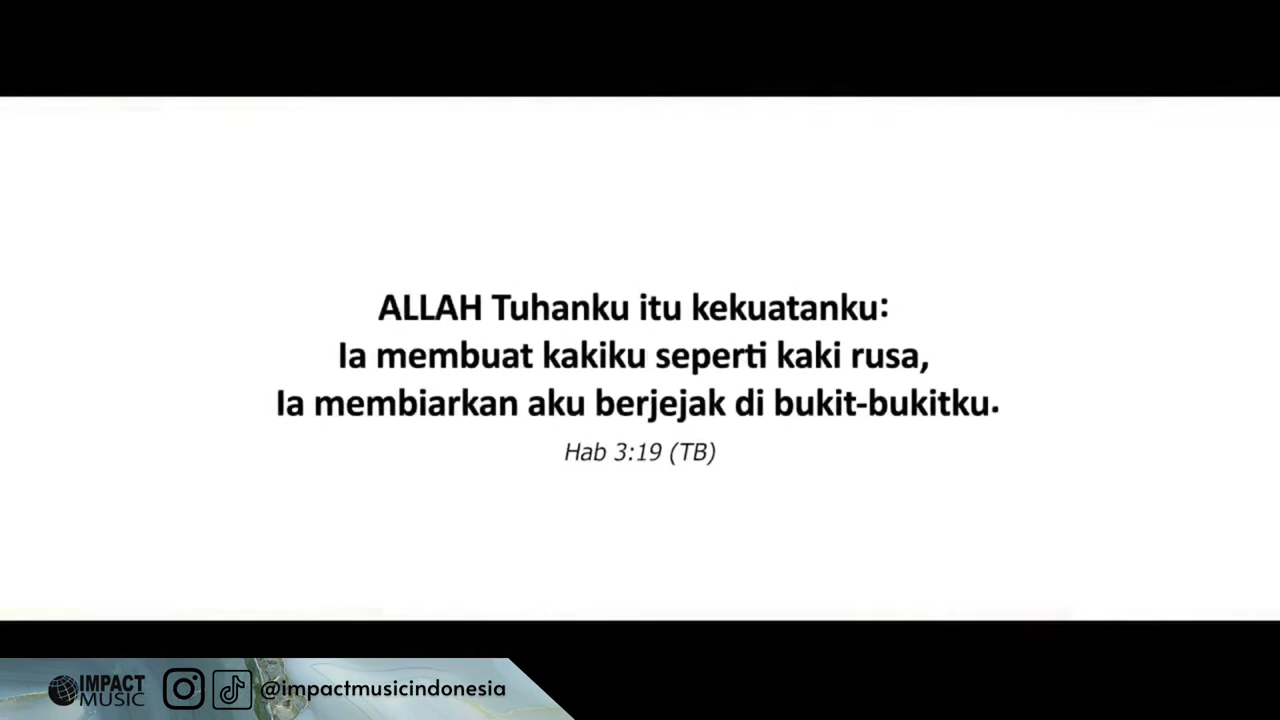 ALLAH Tuhanku itu kekuatanku:
Ia membuat kakiku seperti kaki rusa,
Ia membiarkan aku berjejak di bukit-bukitku.
Hab 3:19 (TB)
IMPACT
MUSIC
@impactmusicindonesia